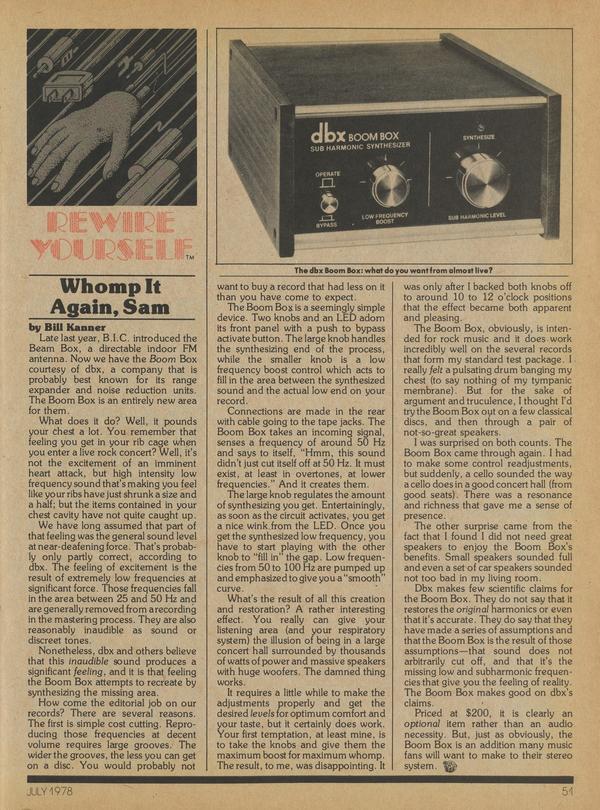 REWIRE
YOURSELF
TM
Whomp It
Again, Sam
by Bill Kanner
Late last year, B.I.C. introduced the
Beam Box, a directable indoor FM
antenna. Now we have the Boom Box
courtesy of dbx, a company that is
probably best known for its range
expander and noise reduction units.
The Boom Box is an entirely new area
for them.
What does it do? Well, it pounds
your chest a lot. You remember that
feeling you get in your rib cage when
you enter a live rock concert? Well, it's
not the excitement of an imminent
heart attack, but high intensity low
frequency sound that's making you feel
like your ribs have just shrunk a size and
a half; but the items contained in your
chest cavity have not quite caught up.
We have long assumed that part of
that feeling was the general sound level
at near-deafening force. That's probab-
ly only partly correct, according to
dbx. The feeling of excitement is the
result of extremely low frequencies at
significant force. Those frequencies fall
in the area between 25 and 50 Hz and
are generally removed from a recording
in the mastering process. They are also
reasonably inaudible as sound or
discreet tones.
Nonetheless, dbx and others believe
that this inaudible sound produces a
significant feeling, and it is that feeling
the Boom Box attempts to recreate by
synthesizing the missing area.
How come the editorial job on our
records? There are several reasons.
The first is simple cost cutting. Repro-
ducing those frequencies at decent
volume requires large grooves. The
wider the grooves, the less you can get
on a disc. You would probably not
dbx BOOM BOX
SUB HARMONIC SYNTHESIZER
OPERATE
BYPASS
LOW FREQUENCY
BOOST
SYNTHESIZE
SUB HARMONIC LEVEL
The dbx Boom Box: what do you want from almost live?
want to buy a record that had less on it
than you have come to expect.
The Boom Box is a seemingly simple
device. Two knobs and an LED adorn
its front panel with a push to bypass
activate button. The large knob handles
the synthesizing end of the process,
while the smaller knob is a low
frequency boost control which acts to
fill in the area between the synthesized
sound and the actual low end on your
record.
Connections are made in the rear
with cable going to the tape jacks. The
Boom Box takes an incoming signal,
senses a frequency of around 50 Hz
and says to itself, "Hmm, this sound
didn't just cut itself off at 50 Hz. It must
exist, at least in overtones, at lower
frequencies." And it creates them.
The large knob regulates the amount
of synthesizing you get. Entertainingly,
as soon as the circuit activates, you get
a nice wink from the LED. Once you
get the synthesized low frequency, you
have to start playing with the other
knob to "fill in" the gap. Low frequen-
cies from 50 to 100 Hz are pumped up
and emphasized to give you a "smooth"
curve.
What's the result of all this creation
and restoration? A rather interesting
effect. You really can give your
listening area (and your respiratory
system) the illusion of being in a large
concert hall surrounded by thousands
of watts of power and massive speakers
with huge woofers. The damned thing
works.
It requires a little while to make the
adjustments properly and get the
desired levels for optimum comfort and
your taste, but it certainly does work.
Your first temptation, at least mine, is
to take the knobs and give them the
maximum boost for maximum whomp.
The result, to me, was disappointing. It
was only after I backed both knobs off
to around 10 to 12 o'clock positions
that the effect became both apparent
and pleasing.
The Boom Box, obviously, is inten-
ded for rock music and it does work
incredibly well on the several records
that form my standard test package. I
really felt a pulsating drum banging my
chest (to say nothing of my tympanic
membrane). But for the sake of
argument and truculence, I thought I'd
try the Boom Box out on a few classical
discs, and then through a pair of
not-so-great speakers.
I was surprised on both counts. The
Boom Box came through again. I had
to make some control readjustments,
but suddenly, a cello sounded the way
a cello does in a good concert hall (from
good seats). There was a resonance
and richness that gave me a sense of
presence.
The other surprise came from the
fact that I found I did not need great
speakers to enjoy the Boom Box's
benefits. Small speakers sounded full
and even a set of car speakers sounded
not too bad in my living room.
Dbx makes few scientific claims for
the Boom Box. They do not say that it
restores the original harmonics or even
that it's accurate. They do say that they
have made a series of assumptions and
that the Boom Box is the result of those
assumptions—that sound does not
arbitrarily cut off, and that it's the
missing low and subharmonic frequen-
cies that give you the feeling of reality.
The Boom Box makes good on dbx's
claims.
Priced at $200, it is clearly an
optional item rather than an audio
necessity. But, just as obviously, the
Boom Box is an addition many music
fans will want to make to their stereo
system.
JULY 1978
51